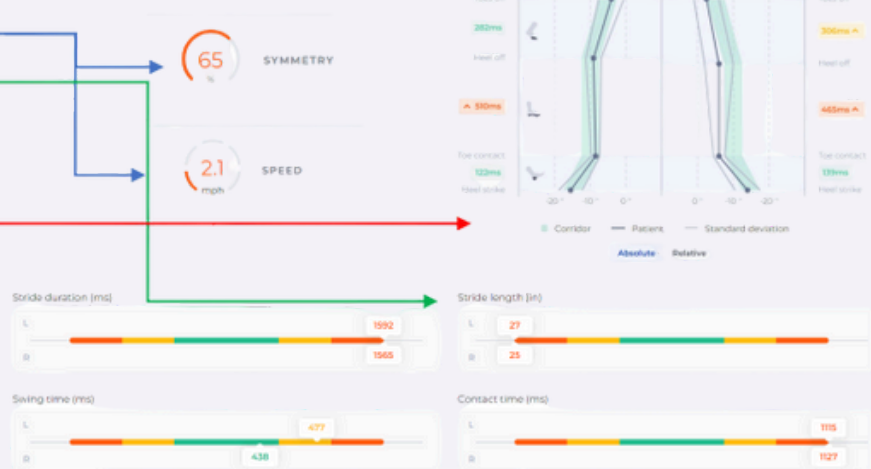 282ms
306ms ^
65
%
SYMMETRY
Heel off
Heel off
^ 510ms
465ms ^
Toe contact
Toe contact
2.1
mph
SPEED
122ms
139ms
Heel strike
Heel strike
-20° -10° 0° 0° -10° -20°
Corridor Patient Standard deviation
Absolute Relative
Stride duration (ms)
L
1592
R
1565
Stride length (in)
L
27
R
25
Swing time (ms)
L
477
R
438
Contact time (ms)
L
1115
R
1127